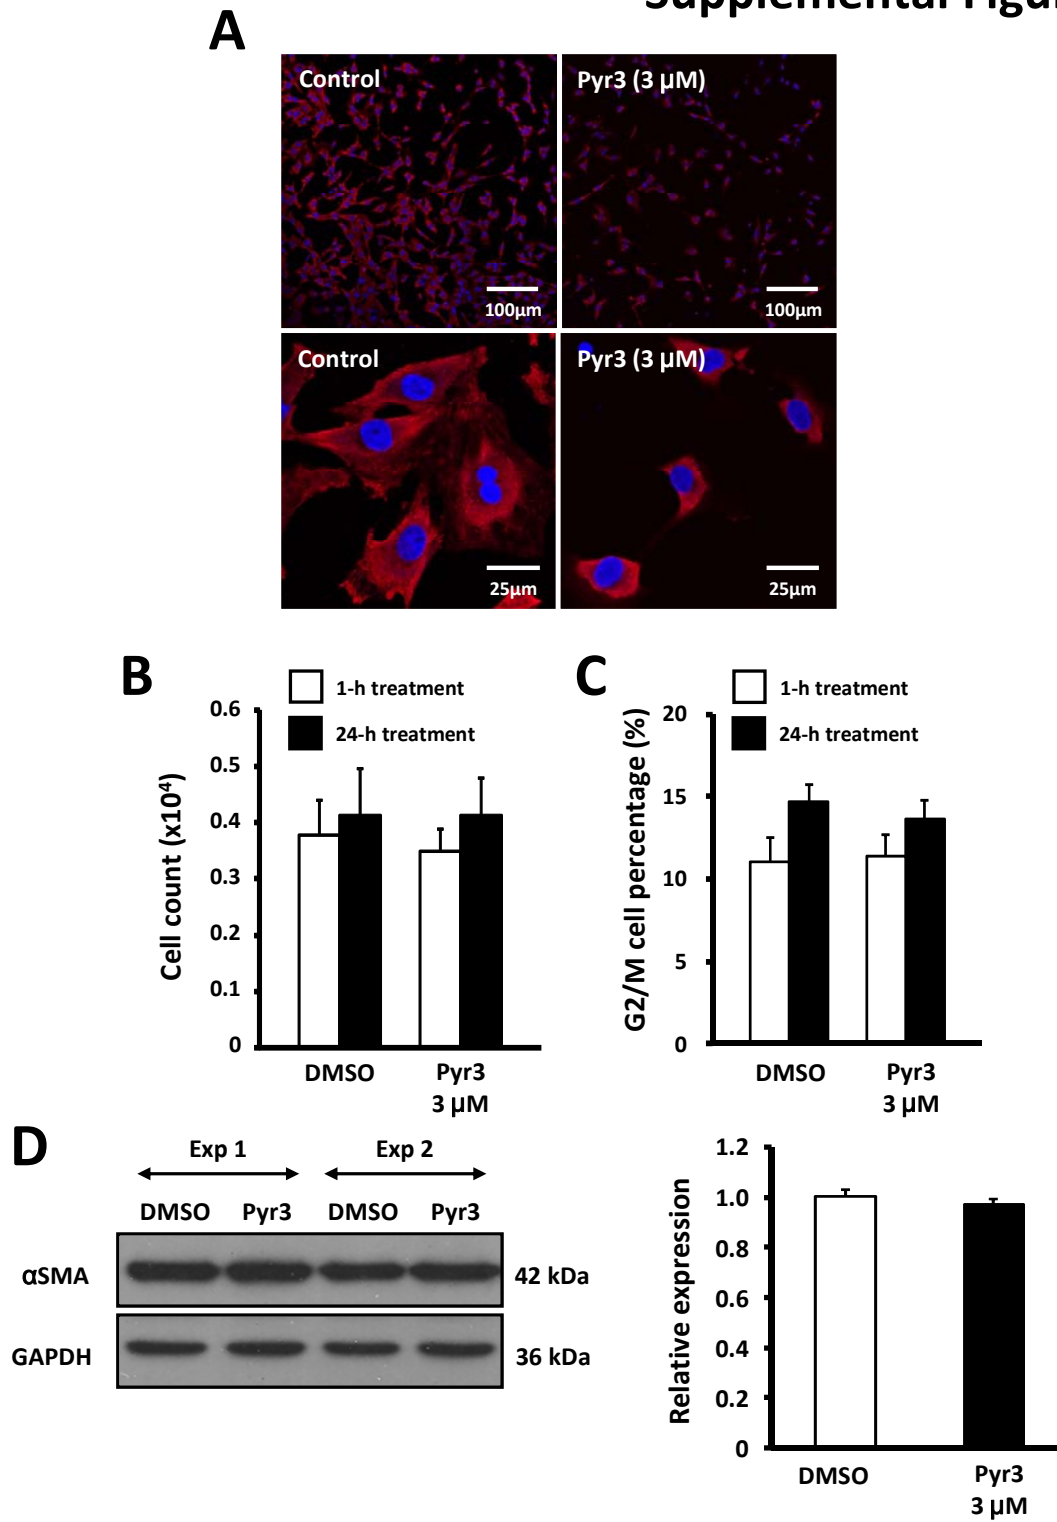 Supplemental Figu
A
Control
Pyr3 (3 µM)
100µm
100µm
Control
Pyr3 (3 µM)
25µm
25µm
B
1-h treatment
24-h treatment
Cell count (x10⁴)
0.6
0.5
0.4
0.3
0.2
0.1
0
DMSO
Pyr3
3 µM
C
1-h treatment
24-h treatment
G2/M cell percentage (%)
20
15
10
5
0
DMSO
Pyr3
3 µM
D
Exp 1
Exp 2
DMSO
Pyr3
DMSO
Pyr3
αSMA
42 kDa
GAPDH
36 kDa
Relative expression
1.2
1.0
0.8
0.6
0.4
0.2
0
DMSO
Pyr3
3 µM